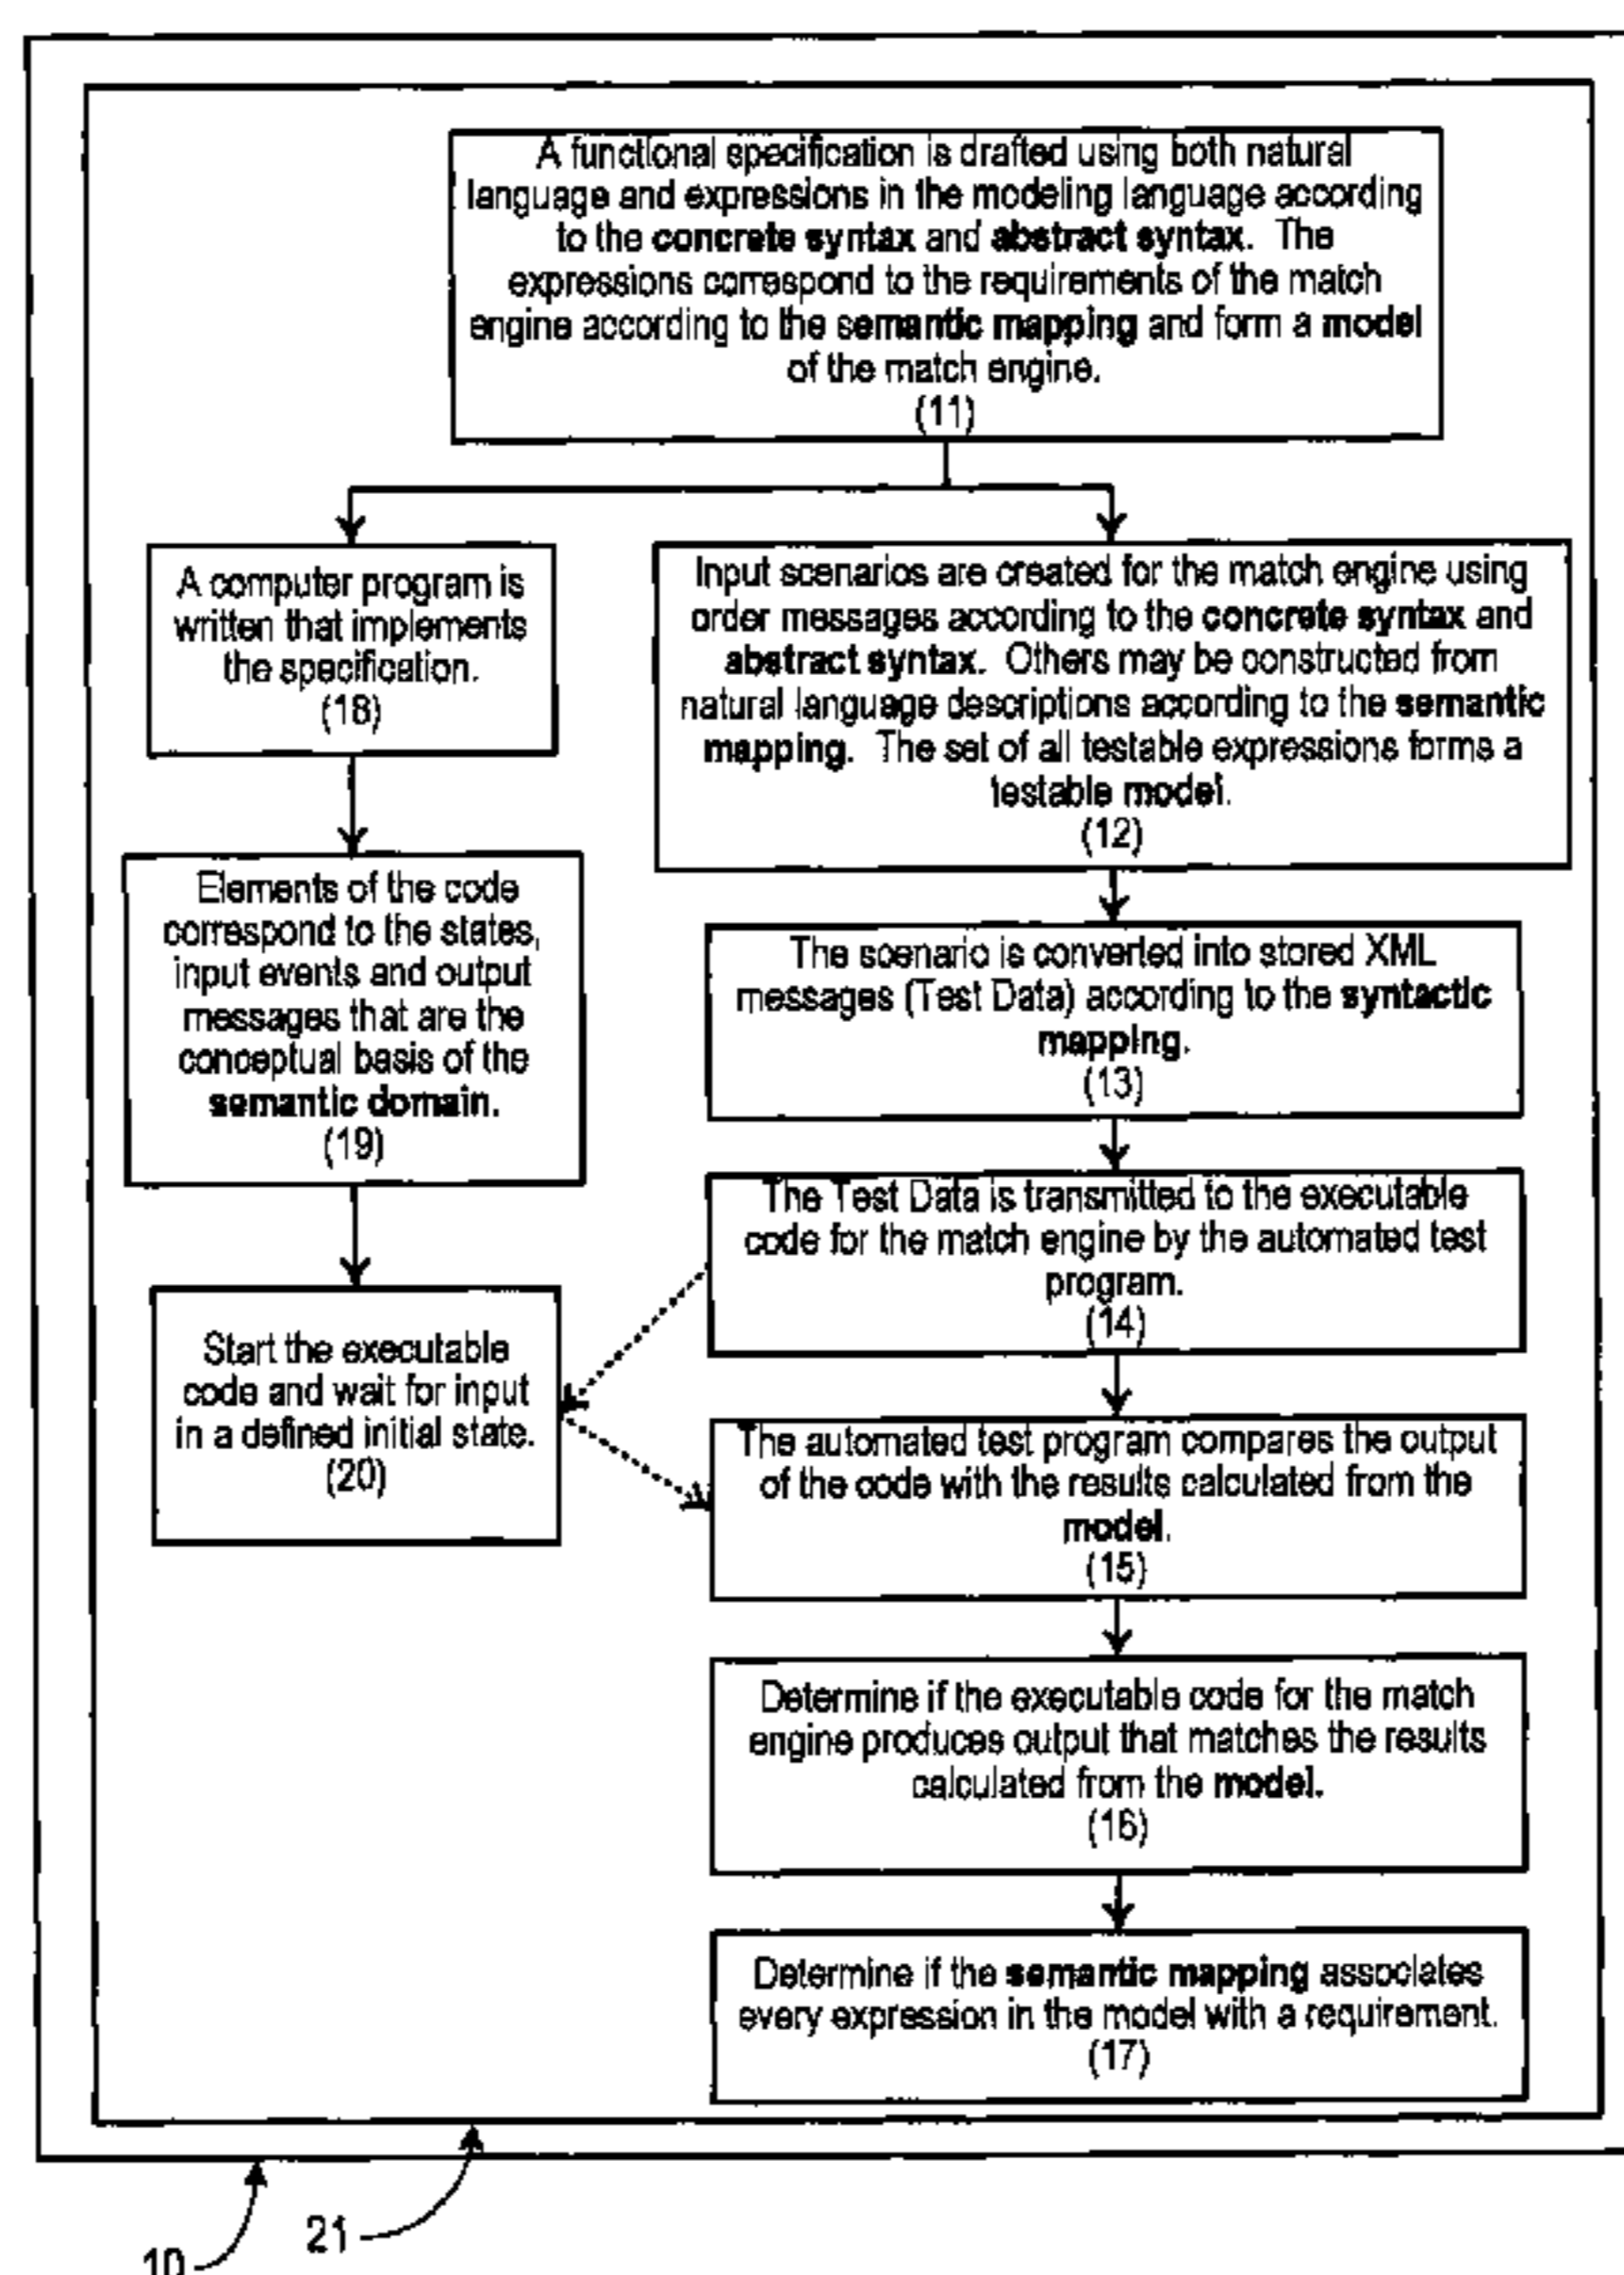 A functional specification is drafted using both natural
language and expressions in the modeling language according
to the concrete syntax and abstract syntax. The
expressions correspond to the requirements of the match
engine according to the semantic mapping and form a model
of the match engine.
(11)
A computer program is
written that implements
the specification.
(18)
Elements of the code
correspond to the states,
input events and output
messages that are the
conceptual basis of the
semantic domain.
(19)
Start the executable
code and wait for input
in a defined initial state.
(20)
Input scenarios are created for the match engine using
order messages according to the concrete syntax and
abstract syntax. Others may be constructed from
natural language descriptions according to the semantic
mapping. The set of all testable expressions forms a
testable model.
(12)
The scenario is converted into stored XML
messages (Test Data) according to the syntactic
mapping.
(13)
The Test Data is transmitted to the executable
code for the match engine by the automated test
program.
(14)
The automated test program compares the output
of the code with the results calculated from the
model.
(15)
Determine if the executable code for the match
engine produces output that matches the results
calculated from the model.
(16)
Determine if the semantic mapping associates
every expression in the model with a requirement.
(17)
21
10